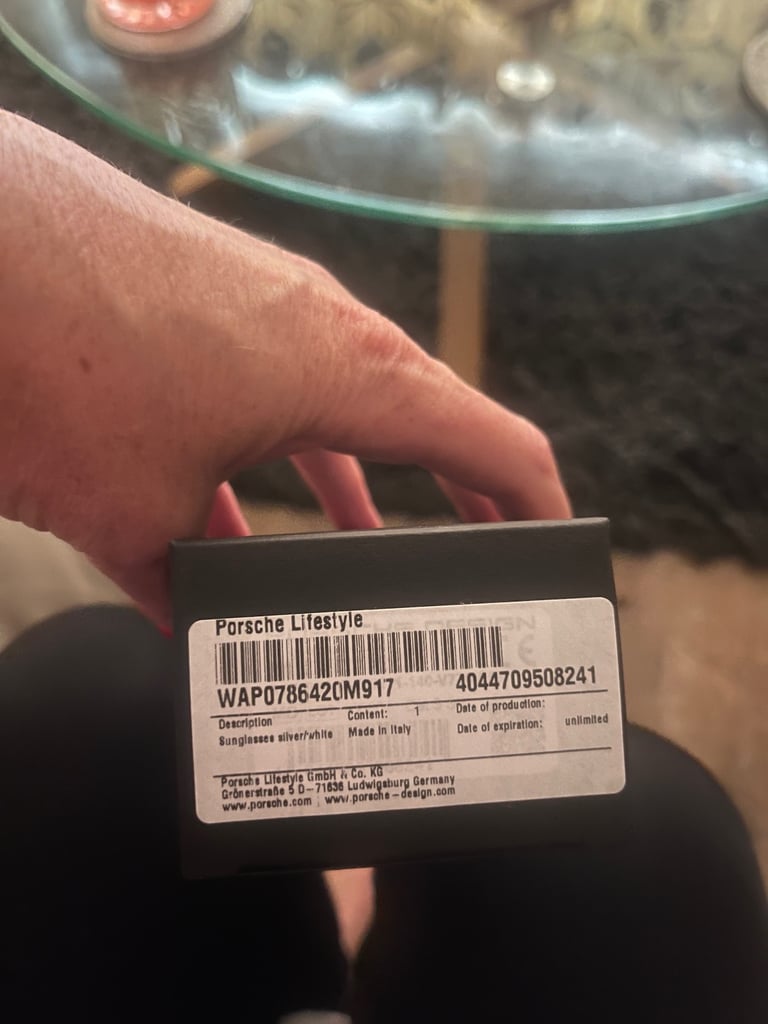 Porsche Lifestyle
WAP0786420M917 4044709508241
Description Content: 1 Date of production:
Sunglasses silver/white Made in Italy Date of expiration: unlimited
Porsche Lifestyle GmbH & Co. KG
Grönerstraße 5 D-71636 Ludwigsburg Germany
www.porsche.com www.porsche-design.com